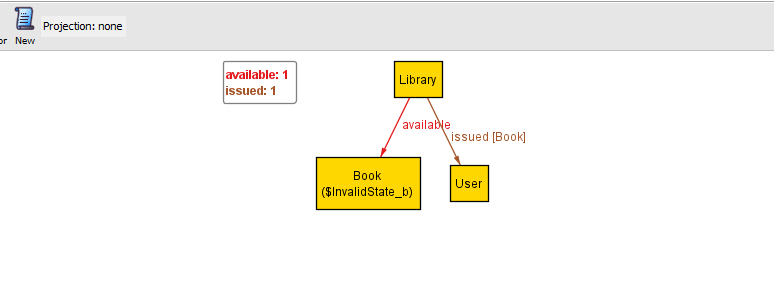 Projection: none
or New
available: 1
issued: 1
Library
available
issued [Book]
Book
($InvalidState_b)
User